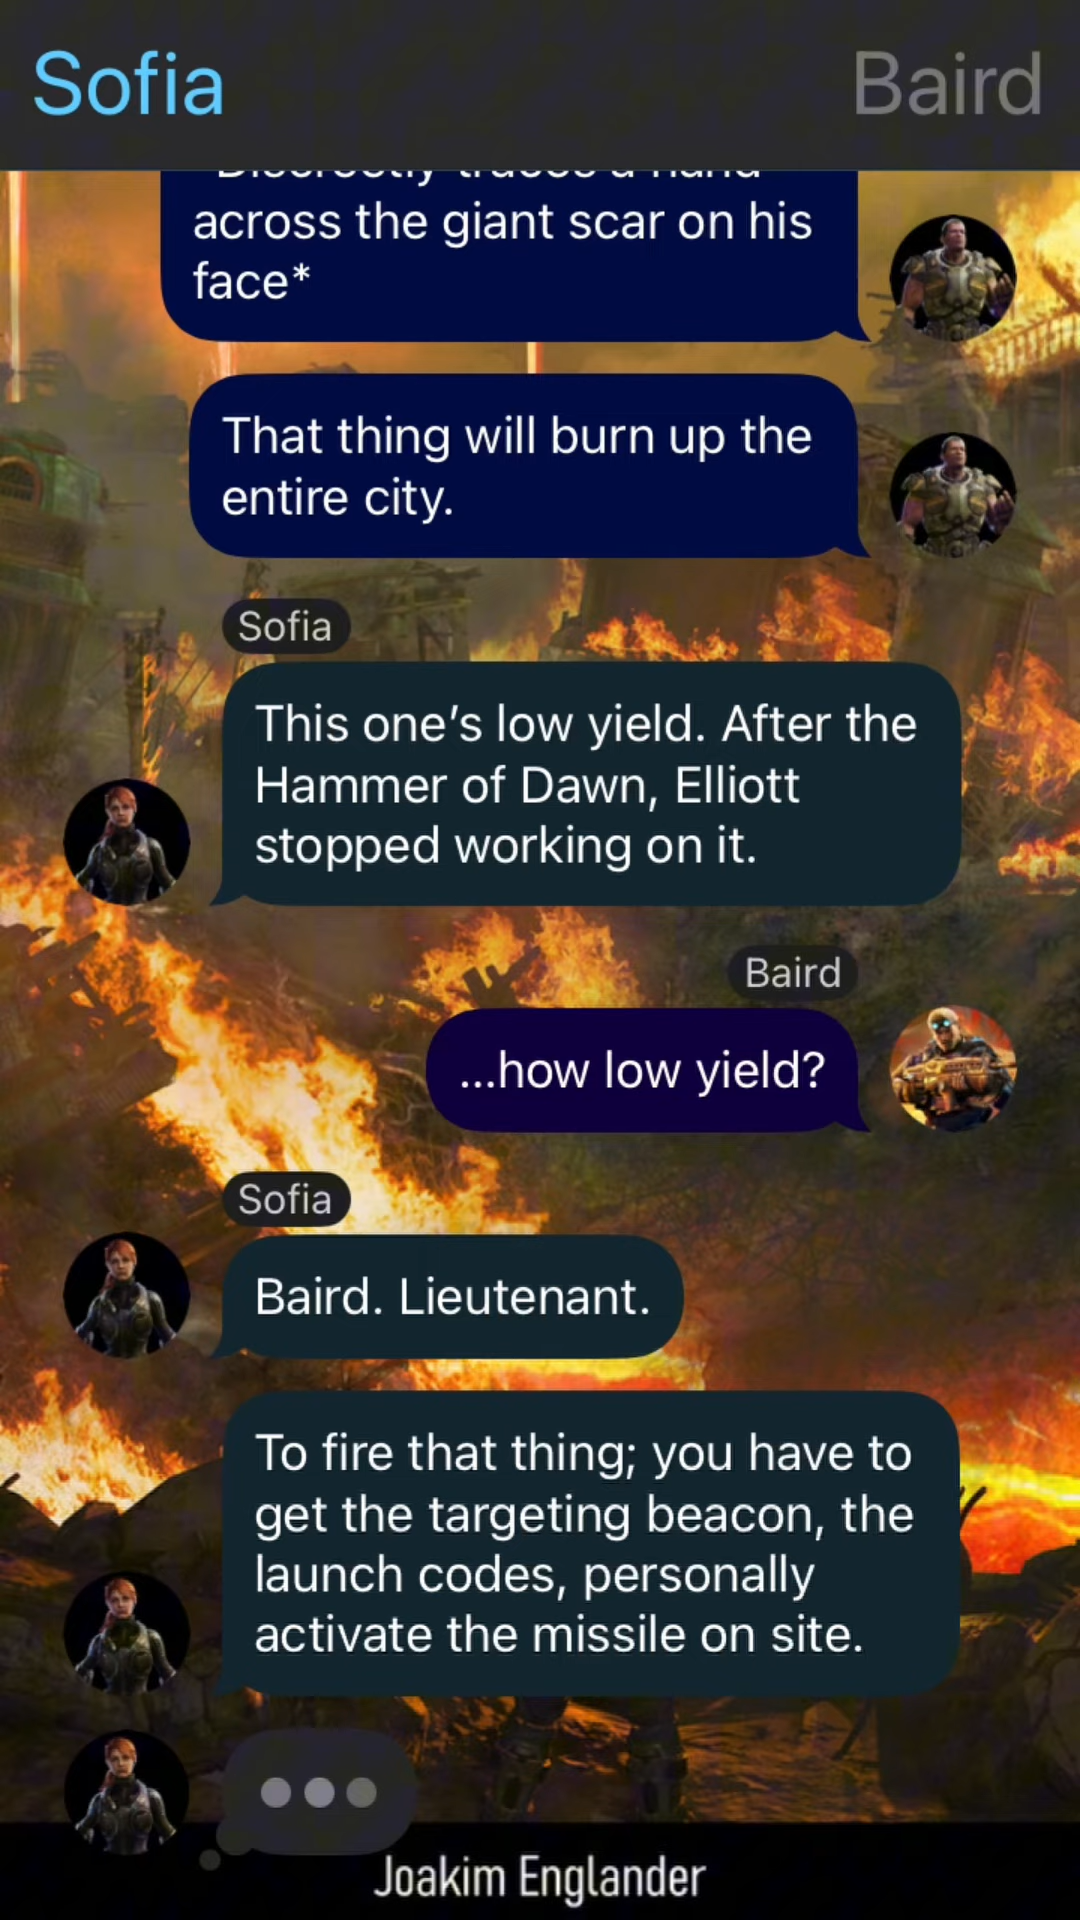 Sofia
Baird
across the giant scar on his
face*
That thing will burn up the
entire city.
Sofia
This one's low yield. After the
Hammer of Dawn, Elliott
stopped working on it.
Baird
...how low yield?
Sofia
Baird. Lieutenant.
To fire that thing; you have to
get the targeting beacon, the
launch codes, personally
activate the missile on site.
Joakim Englander